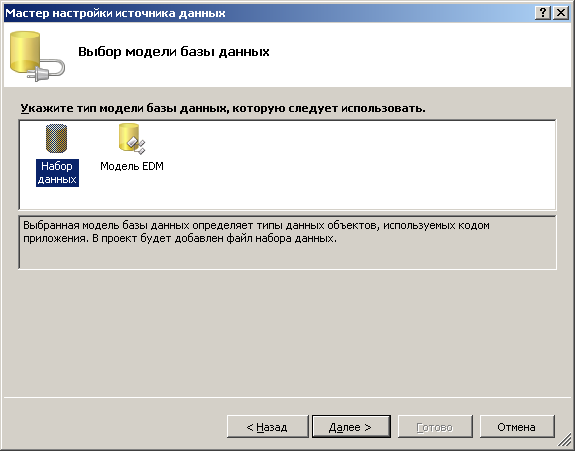 Мастер настройки источника данных
Выбор модели базы данных
Укажите тип модели базы данных, которую следует использовать.
Набор
данных
Модель EDM
Выбранная модель базы данных определяет типы данных объектов, используемых кодом
приложения. В проект будет добавлен файл набора данных.
< Назад
Далее >
Готово
Отмена